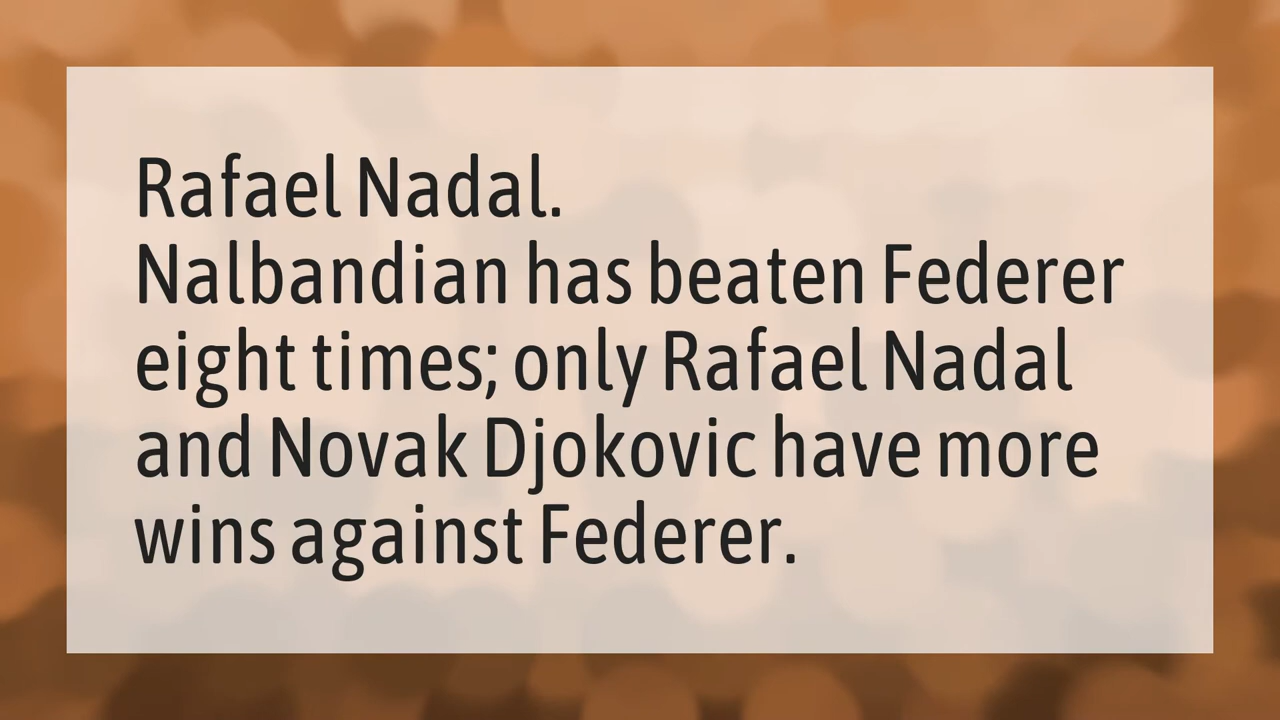 Rafael Nadal.
Nalbandian has beaten Federer
eight times; only Rafael Nadal
and Novak Djokovic have more
wins against Federer.